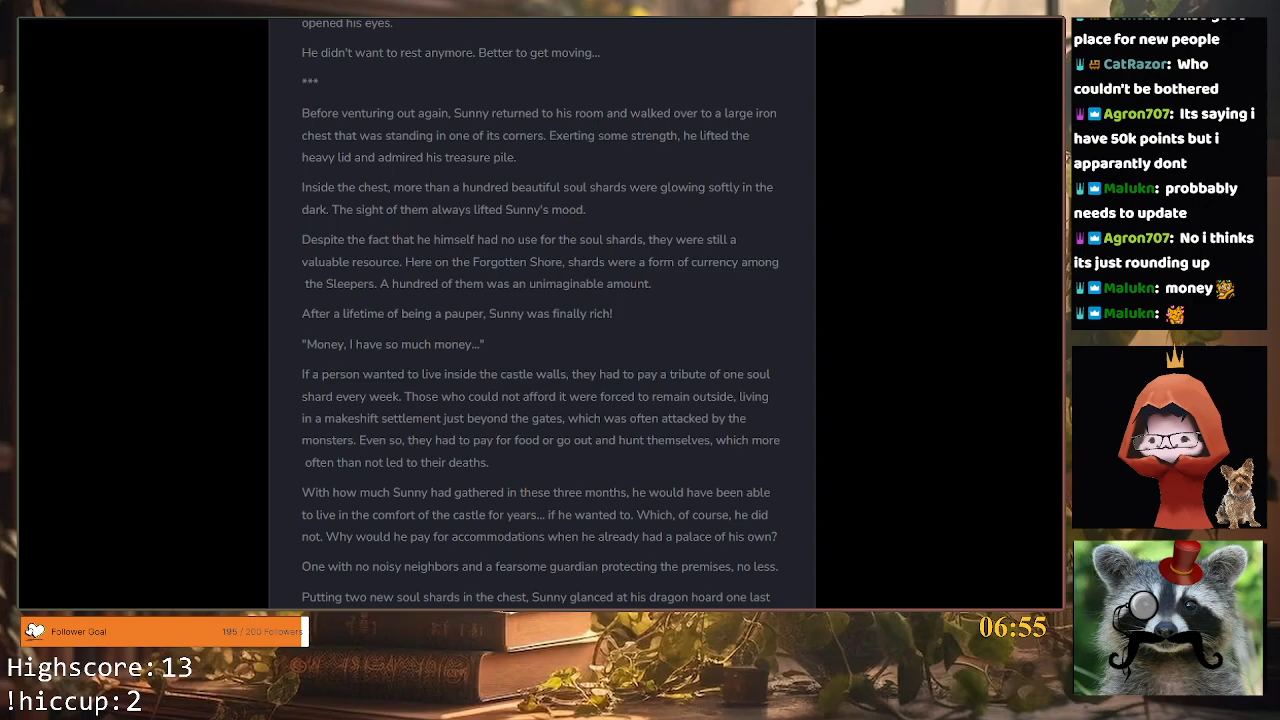 opened his eyes.
He didn't want to rest anymore. Better to get moving...
***
Before venturing out again, Sunny returned to his room and walked over to a large iron
chest that was standing in one of its corners. Exerting some strength, he lifted the
heavy lid and admired his treasure pile.
Inside the chest, more than a hundred beautiful soul shards were glowing softly in the
dark. The sight of them always lifted Sunny's mood.
Despite the fact that he himself had no use for the soul shards, they were still a
valuable resource. Here on the Forgotten Shore, shards were a form of currency among
the Sleepers. A hundred of them was an unimaginable amount.
After a lifetime of being a pauper, Sunny was finally rich!
"Money, I have so much money..."
If a person wanted to live inside the castle walls, they had to pay a tribute of one soul
shard every week. Those who could not afford it were forced to remain outside, living
in a makeshift settlement just beyond the gates, which was often attacked by the
monsters. Even so, they had to pay for food or go out and hunt themselves, which more
often than not led to their deaths.
With how much Sunny had gathered in these three months, he would have been able
to live in the comfort of the castle for years... if he wanted to. Which, of course, he did
not. Why would he pay for accommodations when he already had a palace of his own?
One with no noisy neighbors and a fearsome guardian protecting the premises, no less.
Putting two new soul shards in the chest, Sunny glanced at his dragon hoard one last
place for new people
CatRazor: Who
couldn't be bothered
Agron707: Its saying i
have 50k points but i
apparantly dont
Malukn: probbably
needs to update
Agron707: No i thinks
its just rounding up
Malukn: money
Malukn:
Follower Goal
195 / 200 Followers
06:55
Highscore:13
!hiccup:2